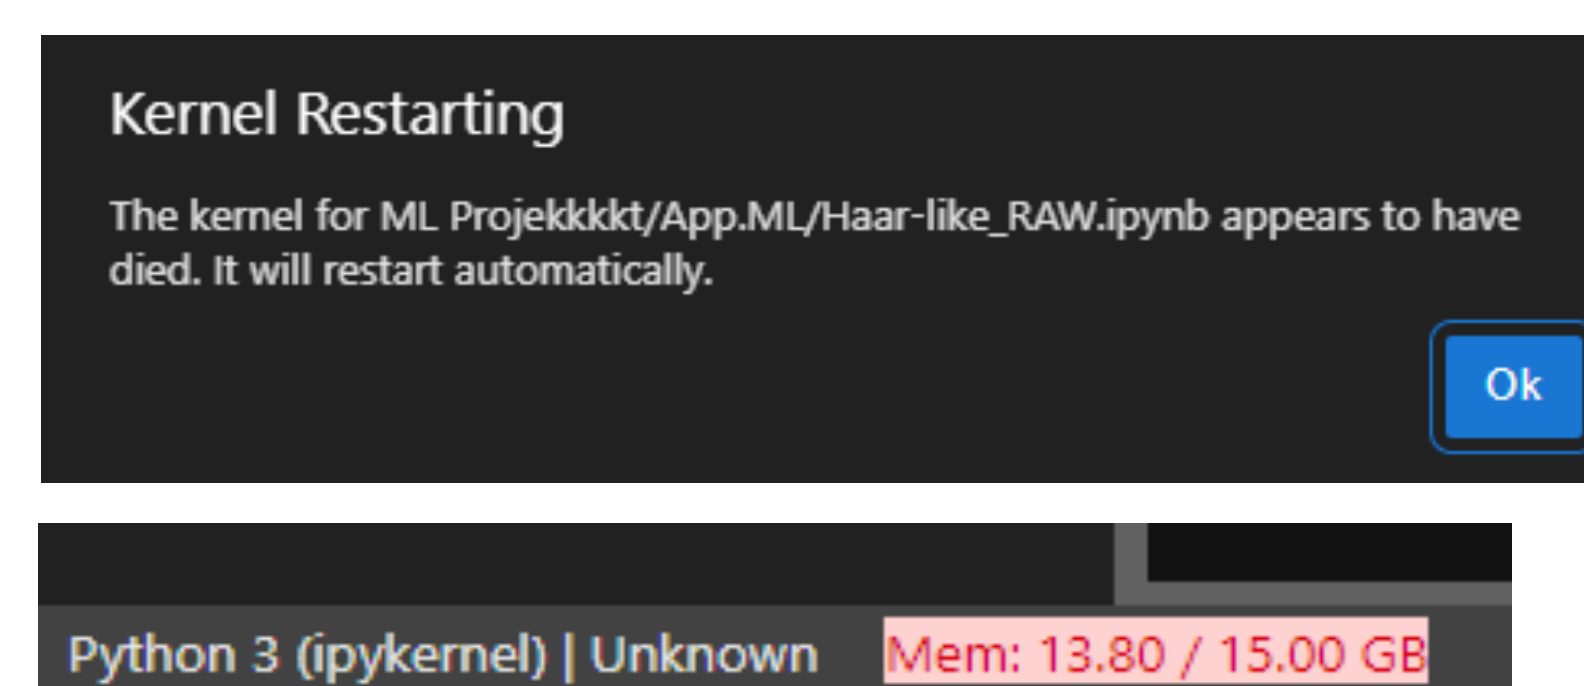 Kernel Restarting
The kernel for ML Projekkkkt/App.ML/Haar-like_RAW.ipynb appears to have
died. It will restart automatically.
Ok
Python 3 (ipykernel) | Unknown Mem: 13.80 / 15.00 GB